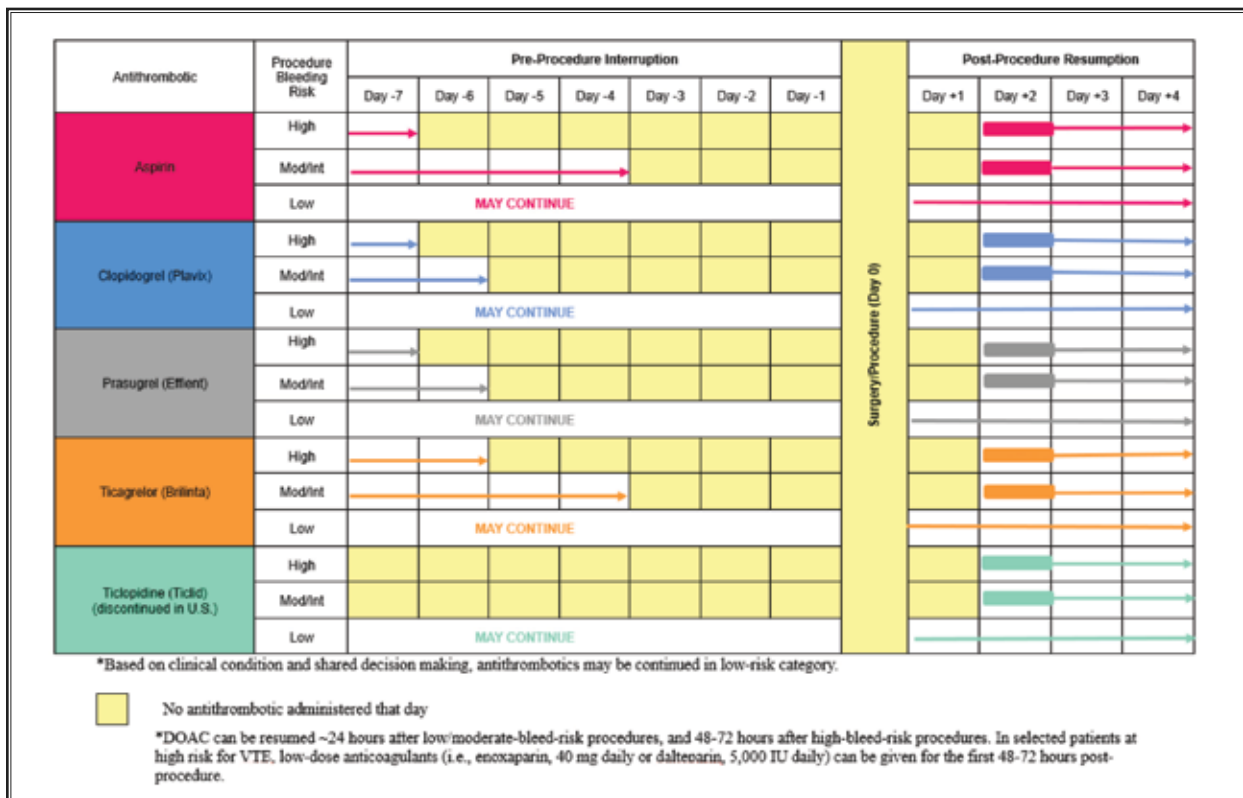 Antithrombotic
Procedure
Bleeding
Risk
Pre-Procedure Interruption
Post-Procedure Resumption
Day -7
Day -6
Day -5
Day -4
Day -3
Day -2
Day -1
Day +1
Day +2
Day +3
Day +4
Surgery/Procedure (Day 0)
Aspirin
High
Mod/Int
Low
MAY CONTINUE
Clopidogrel (Plavix)
High
Mod/Int
Low
MAY CONTINUE
Prasugrel (Effient)
High
Mod/Int
Low
MAY CONTINUE
Ticagrelor (Brilinta)
High
Mod/Int
Low
MAY CONTINUE
Ticlopidine (Ticlid)
(discontinued in U.S.)
High
Mod/Int
Low
MAY CONTINUE
*Based on clinical condition and shared decision making, antithrombotics may be continued in low-risk category.
No antithrombotic administered that day
*DOAC can be resumed ~24 hours after low/moderate-bleed-risk procedures, and 48-72 hours after high-bleed-risk procedures. In selected patients at
high risk for VTE, low-dose anticoagulants (i.e., enoxaparin, 40 mg daily or dalteparin, 5,000 IU daily) can be given for the first 48-72 hours post-
procedure.